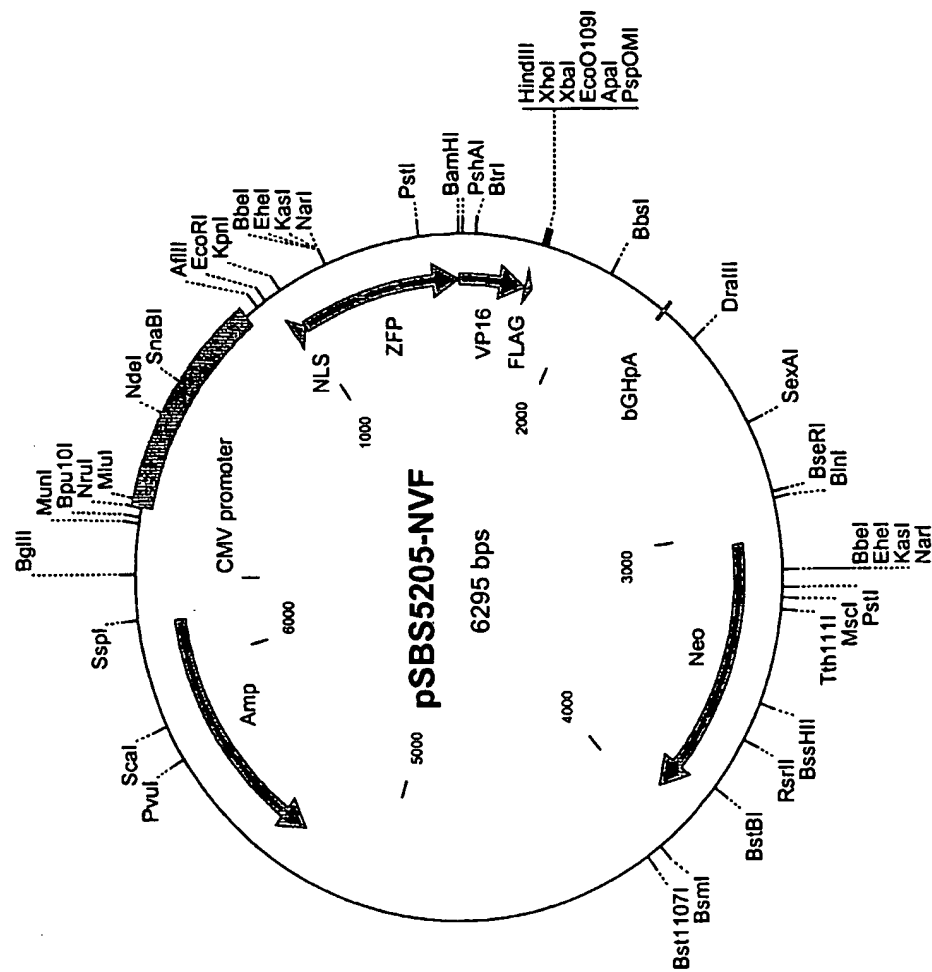 BglII
MunI
Bpu10I
NruI
MluI
NdeI
SnaBI
AflII
EcoRI
KpnI
BbeI
EheI
KasI
NarI
PstI
BamHI
PshAI
BtrI
HindIII
XhoI
XbaI
EcoO109I
ApaI
PspOMI
BbsI
DraIII
SexAI
BseRI
BlnI
BbeI
EheI
KasI
NarI
PstI
MscI
Tth111I
BssHII
RsrII
BstBI
BsmI
Bst1107I
PvuI
ScaI
SspI
CMV promoter
NLS
ZFP
VP16
FLAG
bGHpA
Neo
Amp
1000
2000
3000
4000
5000
6000
pSBS5205-NVF
6295 bps